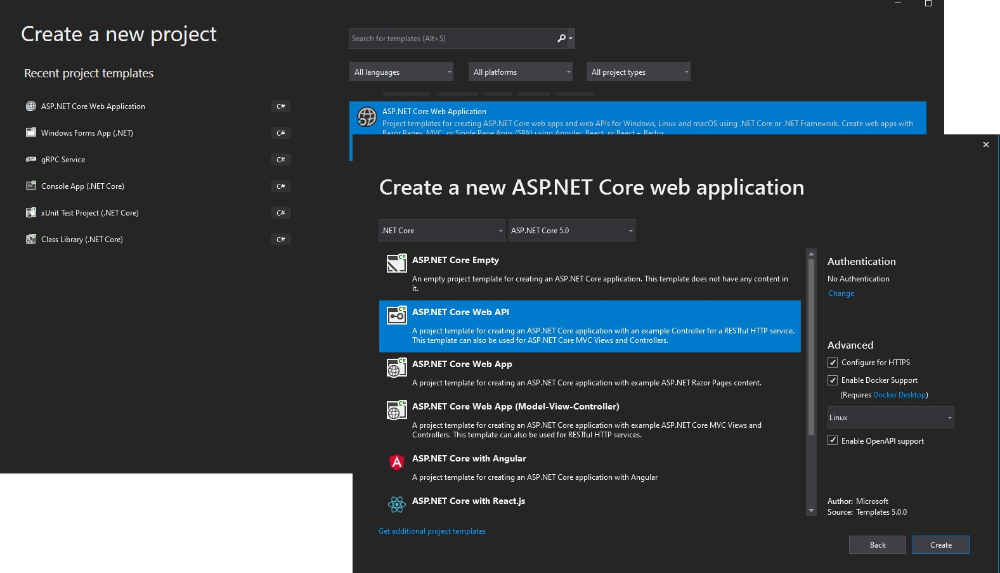 Create a new project
Search for templates (Alt+S)
Recent project templates
All languages
All platforms
All project types
ASP.NET Core Web Application
C#
Windows Forms App (.NET)
C#
gRPC Service
C#
Console App (.NET Core)
C#
xUnit Test Project (.NET Core)
C#
Class Library (.NET Core)
C#
ASP.NET Core Web Application
Project templates for creating ASP.NET Core web apps and web APIs for Windows, Linux and macOS using .NET Core or .NET Framework. Create web apps with
Razor Pages, MVC, or Single Page Apps (SPA) using Angular, React, or React + Redux
Create a new ASP.NET Core web application
.NET Core
ASP.NET Core 5.0
ASP.NET Core Empty
An empty project template for creating an ASP.NET Core application. This template does not have any content in
it.
ASP.NET Core Web API
A project template for creating an ASP.NET Core application with an example Controller for a RESTful HTTP service.
This template can also be used for ASP.NET Core MVC Views and Controllers.
ASP.NET Core Web App
A project template for creating an ASP.NET Core application with example ASP.NET Razor Pages content.
ASP.NET Core Web App (Model-View-Controller)
A project template for creating an ASP.NET Core application with example ASP.NET Core MVC Views and
Controllers. This template can also be used for RESTful HTTP services.
ASP.NET Core with Angular
A project template for creating an ASP.NET Core application with Angular
ASP.NET Core with React.js
Get additional project templates
Authentication
No Authentication
Change
Advanced
Configure for HTTPS
Enable Docker Support
(Requires Docker Desktop)
Linux
Enable OpenAPI support
Author: Microsoft
Source: Templates 5.0.0
Back
Create